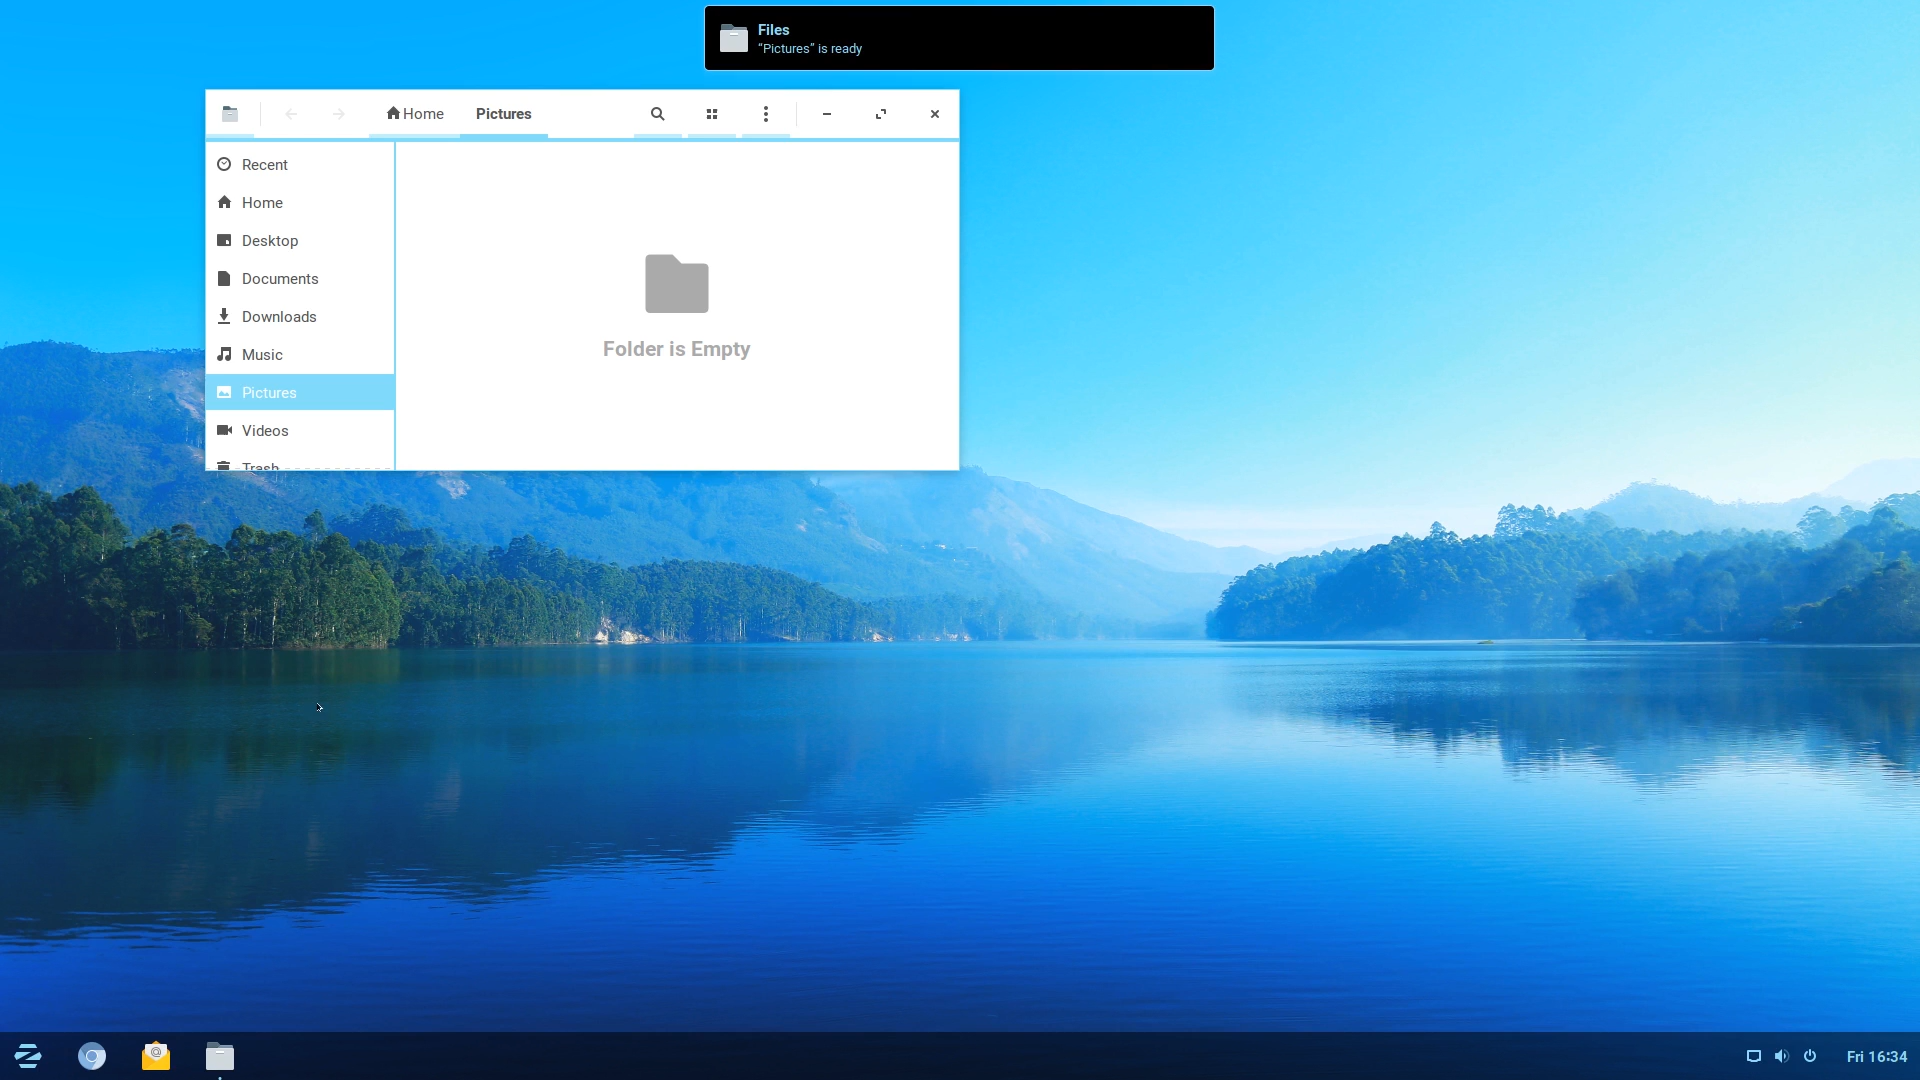 Files
“Pictures” is ready
Home
Pictures
Recent
Home
Desktop
Documents
Downloads
Music
Pictures
Videos
Trash
Folder is Empty
Fri 16:34